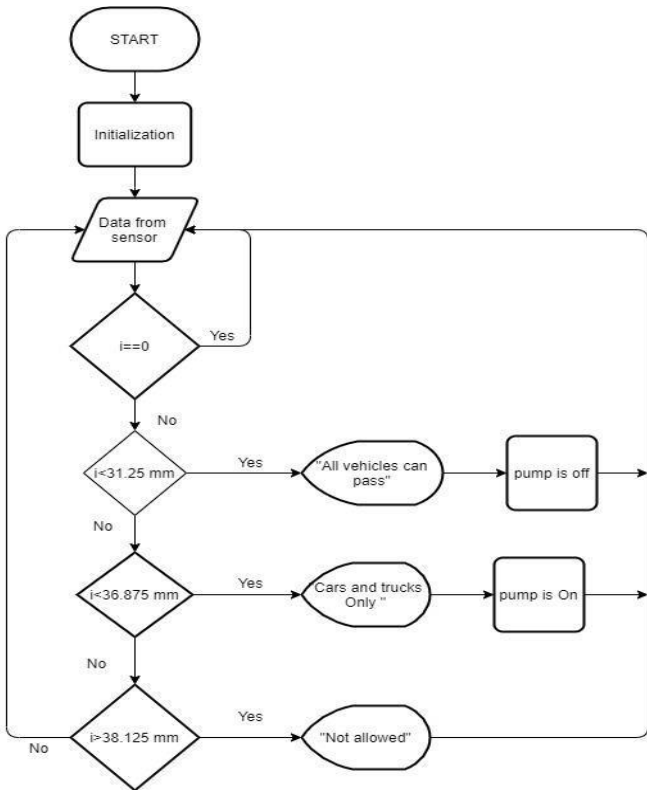 START
Initialization
Data from
sensor
i==0
Yes
No
i<31.25 mm
Yes
"All vehicles can
pass"
pump is off
No
i<36.875 mm
Yes
"Cars and trucks
Only "
pump is On
No
i>38.125 mm
Yes
"Not allowed"
No